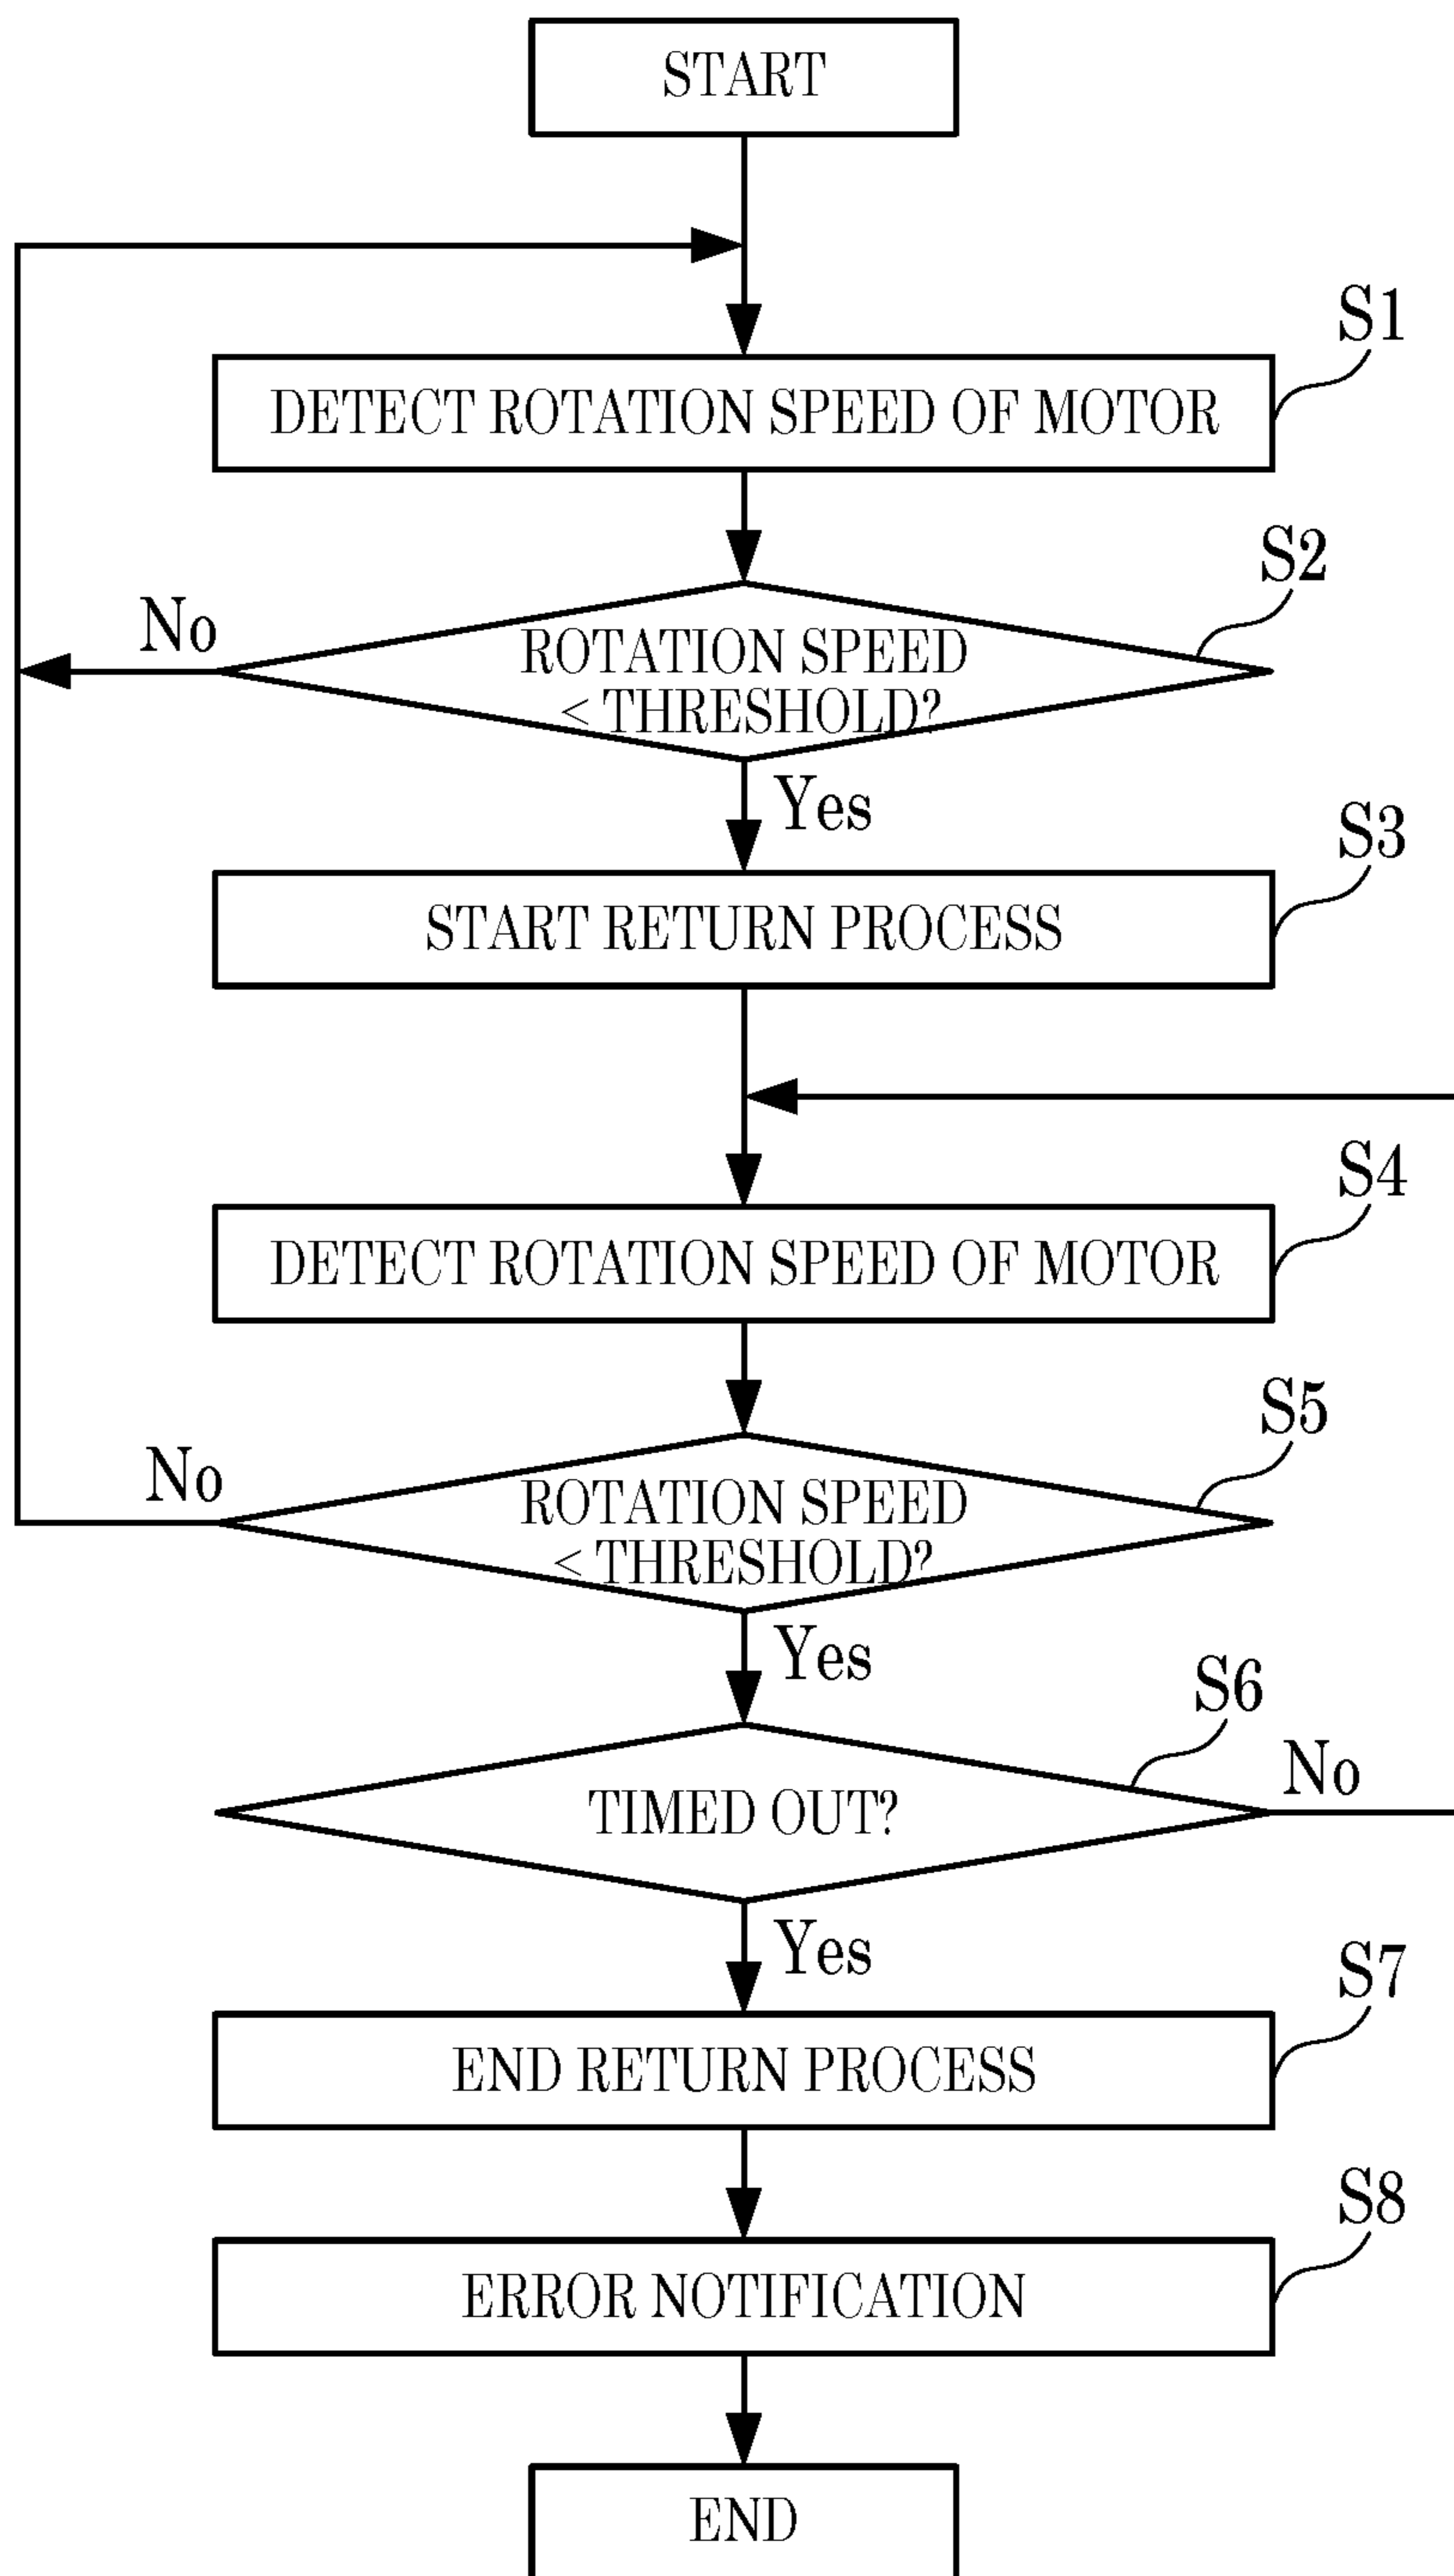 START
S1
DETECT ROTATION SPEED OF MOTOR
S2
No
ROTATION SPEED
< THRESHOLD?
Yes
S3
START RETURN PROCESS
S4
DETECT ROTATION SPEED OF MOTOR
S5
No
ROTATION SPEED
< THRESHOLD?
Yes
S6
No
TIMED OUT?
Yes
S7
END RETURN PROCESS
S8
ERROR NOTIFICATION
END